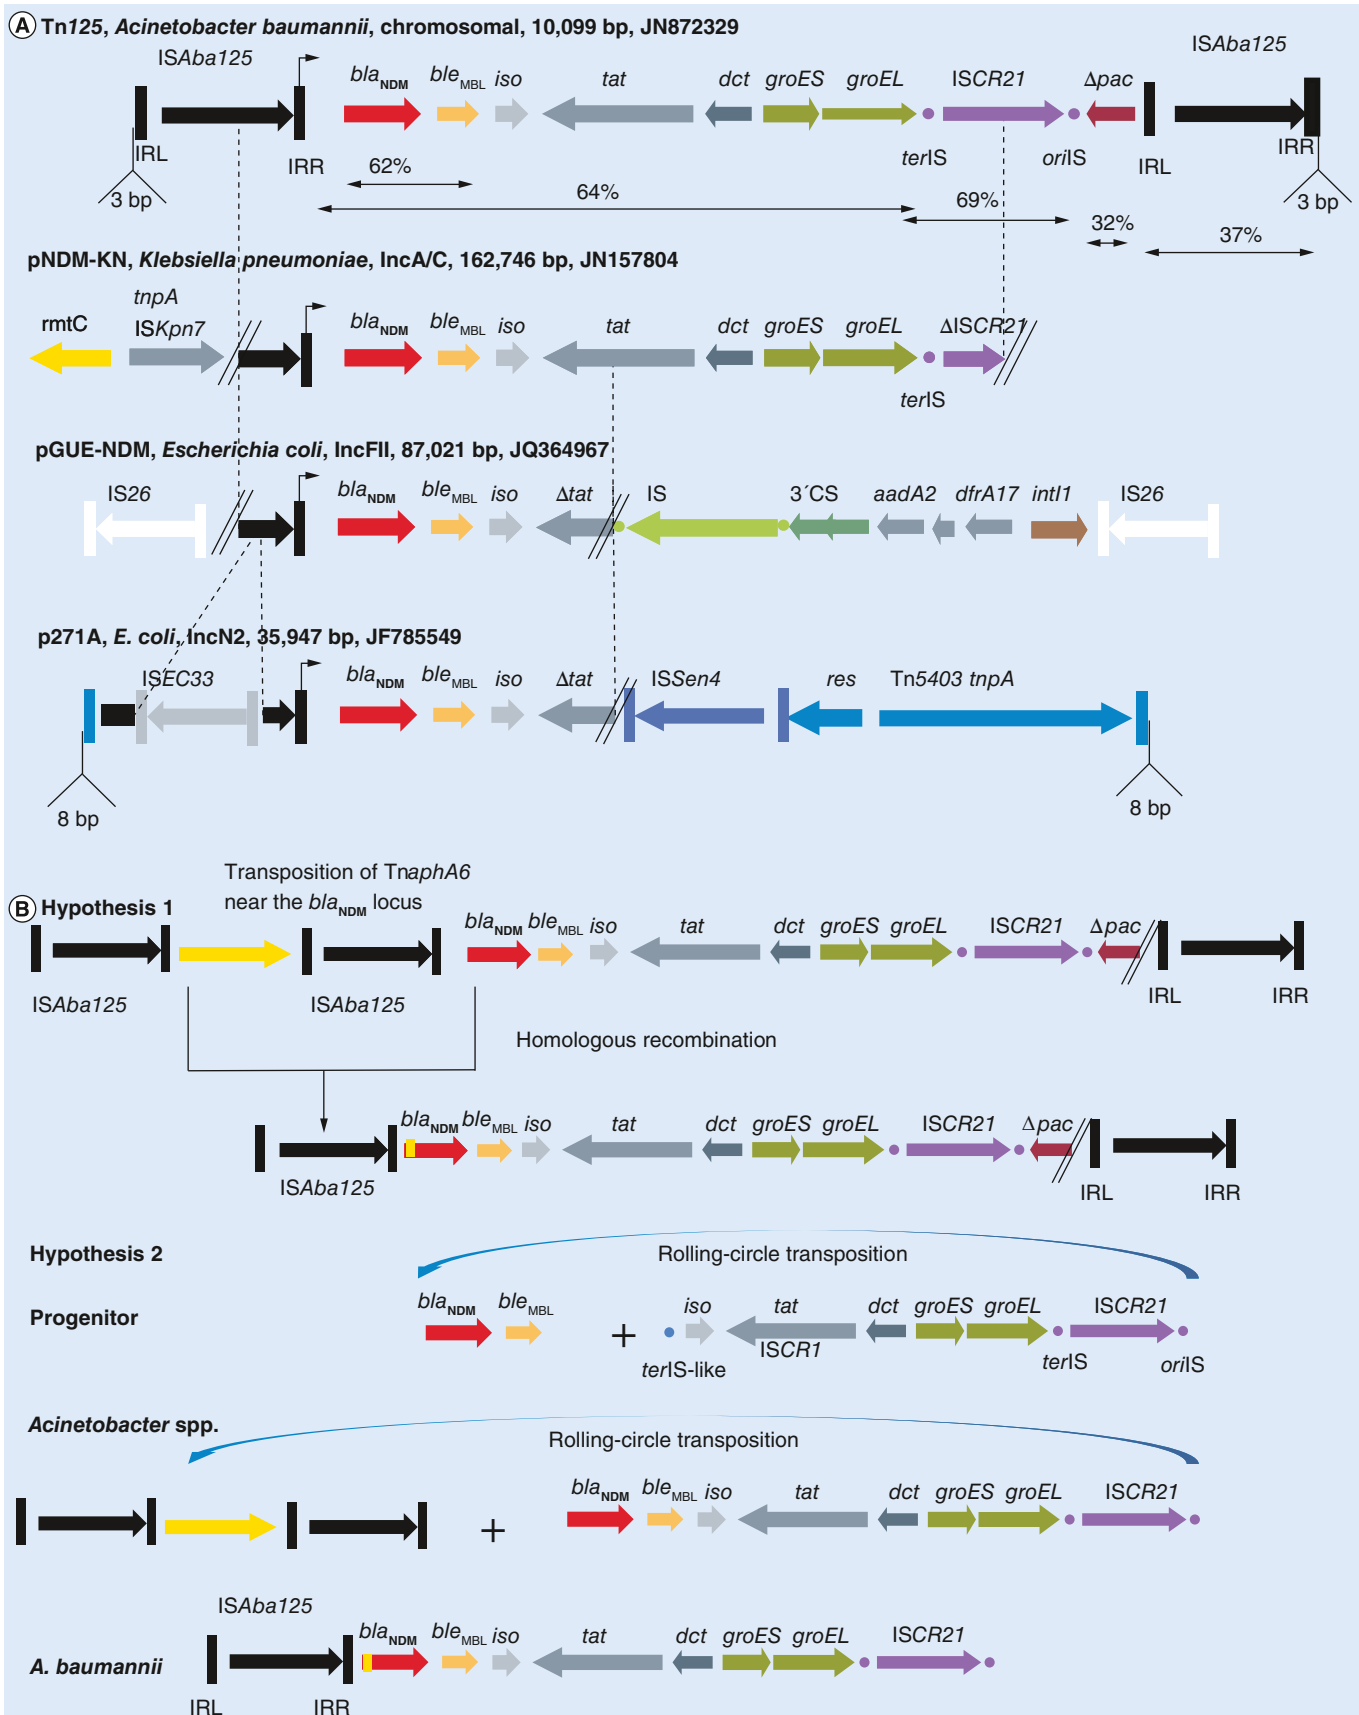 A Tn125, Acinetobacter baumannii, chromosomal, 10,099 bp, JN872329
ISAba125 blaNDM bleMBL iso tat dct groES groEL ISCR21 Δpac ISAba125
IRL IRR terIS oriIS IRL IRR
3 bp 62% 64% 69% 32% 37% 3 bp
pNDM-KN, Klebsiella pneumoniae, IncA/C, 162,746 bp, JN157804
rmtC tnpA ISKpn7 blaNDM bleMBL iso tat dct groES groEL ΔISCR21
terIS
pGUE-NDM, Escherichia coli, IncFII, 87,021 bp, JQ364967
IS26 blaNDM bleMBL iso Δtat IS 3´CS aadA2 dfrA17 intI1 IS26
p271A, E. coli, IncN2, 35,947 bp, JF785549
ISEC33 blaNDM bleMBL iso Δtat ISSen4 res Tn5403 tnpA
8 bp 8 bp
Transposition of TnaphA6
near the blaNDM locus
B Hypothesis 1
blaNDM bleMBL iso tat dct groES groEL ISCR21 Δpac
ISAba125 ISAba125 IRL IRR
Homologous recombination
blaNDM bleMBL iso tat dct groES groEL ISCR21 Δpac
ISAba125 IRL IRR
Hypothesis 2 Rolling-circle transposition
Progenitor blaNDM bleMBL + iso tat dct groES groEL ISCR21
terIS-like ISCR1 terIS oriIS
Acinetobacter spp.
Rolling-circle transposition
+ blaNDM bleMBL iso tat dct groES groEL ISCR21
ISAba125
A. baumannii blaNDM bleMBL iso tat dct groES groEL ISCR21
IRL IRR